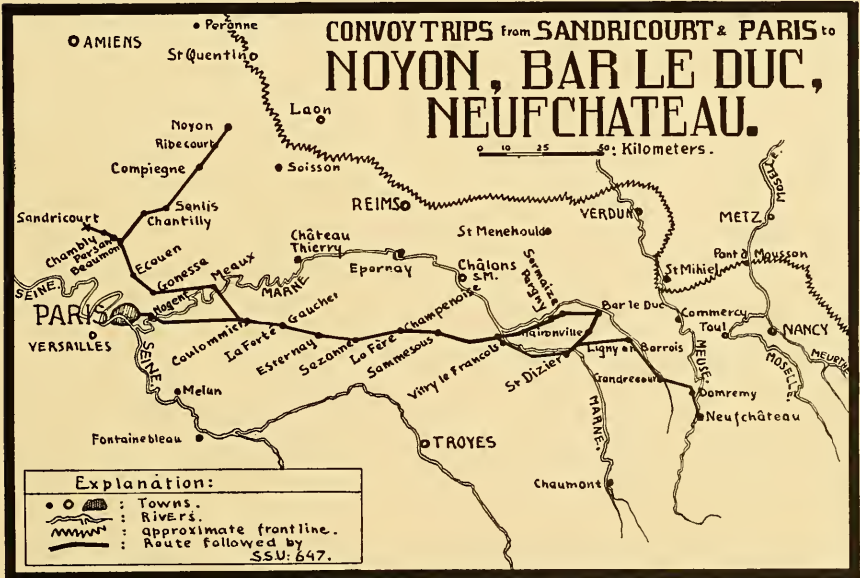 CONVOY TRIPS from SANDRICOURT & PARIS to
NOYON, BAR LE DUC,
NEUFCHATEAU.
0 10 25 50: Kilometers.
Peronne
AMIENS
St Quentin
Laon
Noyon
Ribecourt
Compiegne
Soisson
Senlis
Chantilly
Sandricourt
Chambly
Persan
Beaumont
REIMS
VERDUN
METZ
MOSELLE
St Menehould
Château
Thierry
Epernay
Châlons
S.M.
Sermaize
Pargny
St Mihiel
Pont à Mousson
Ecouen
Gonesse
Meaux
MARNE
SEINE
PARIS
Nogent
VERSAILLES
Coulommiers
La Ferté Gaucher
Esternay
Sezanne
La Fère Champenoise
Sommesous
Vitry le Francois
Haironville
Bar le Duc
Commercy
Toul
NANCY
MEURTHE
MOSELLE
St Dizier
Ligny en Barrois
MEUSE.
Gondrecourt
Domremy
Neufchâteau
SEINE
Melun
Fontainebleau
TROYES
MARNE.
Chaumont
Explanation:
: Towns.
: Rivers.
: approximate frontline.
: Route followed by
S.S.U: 647.